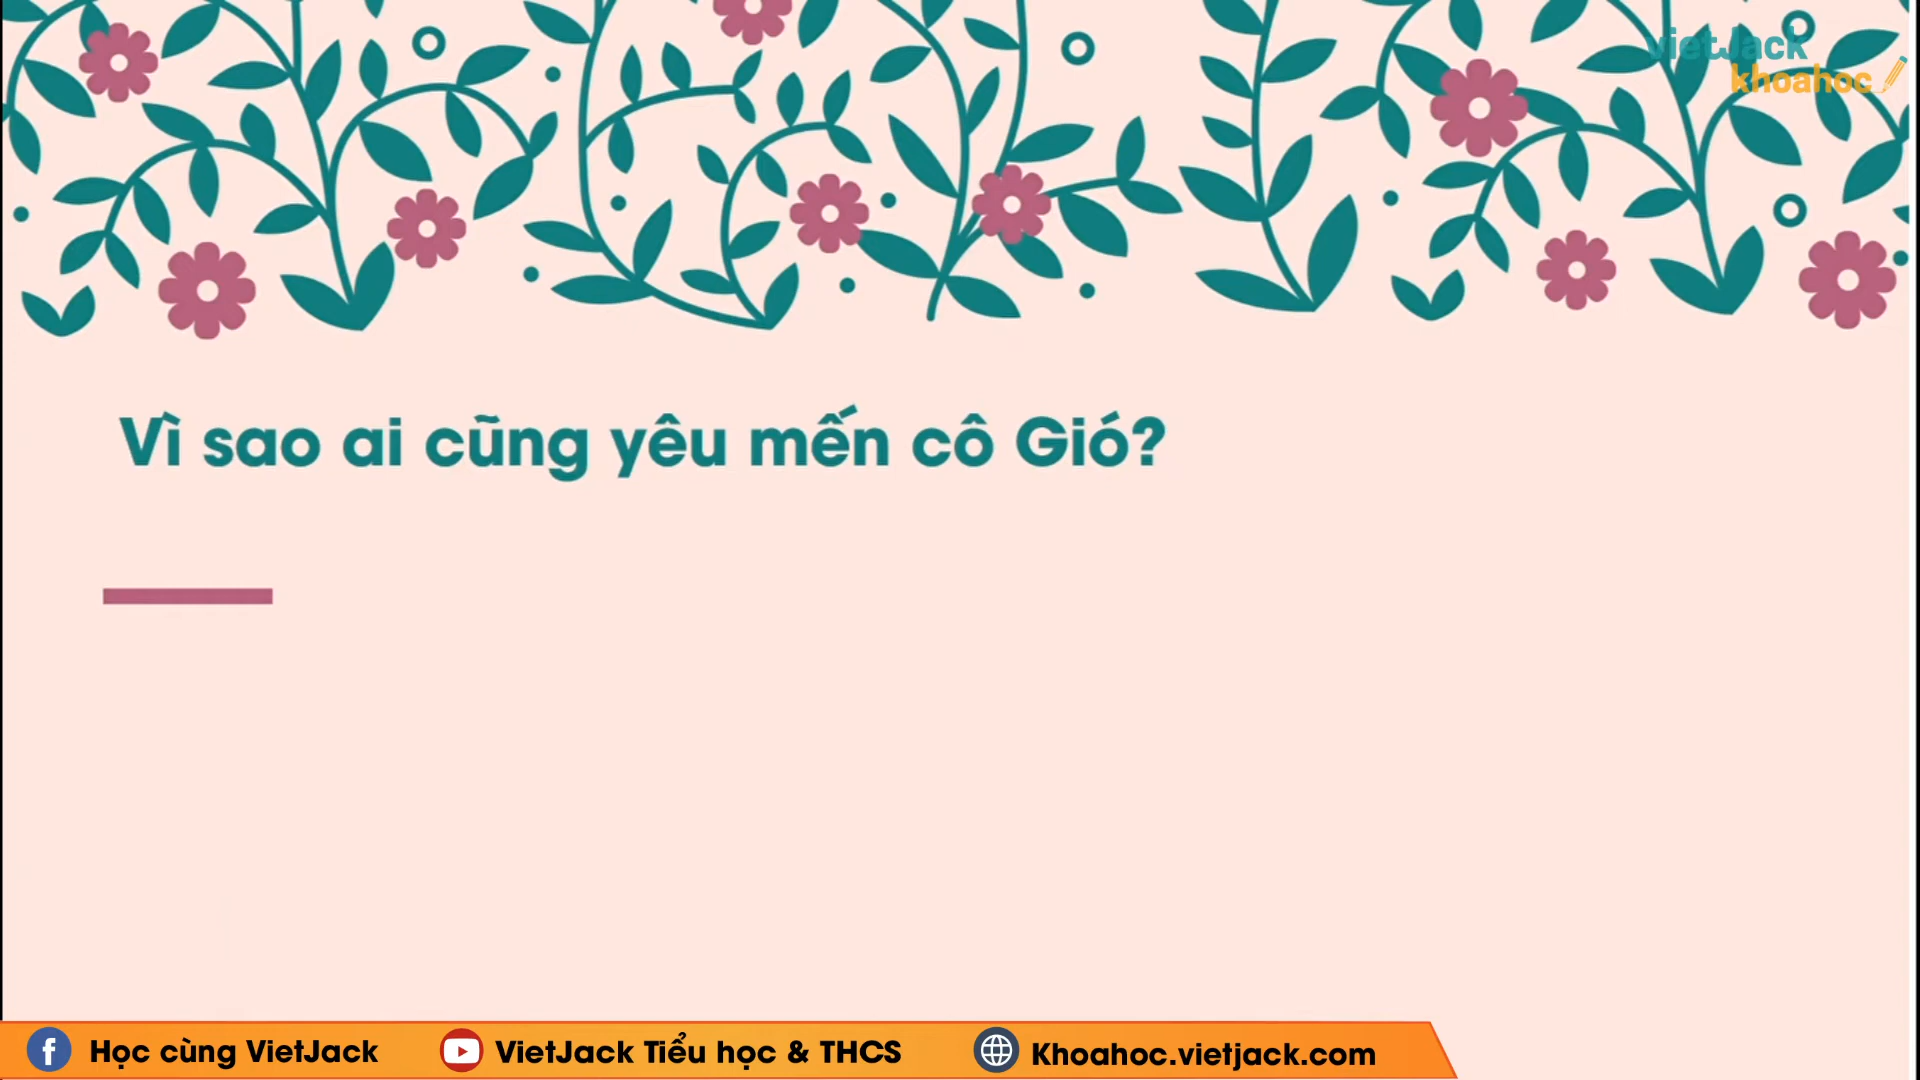 vietJack
khoahoc
Vì sao ai cũng yêu mến cô Gió?
Học cùng VietJack
VietJack Tiểu học & THCS
Khoahoc.vietjack.com